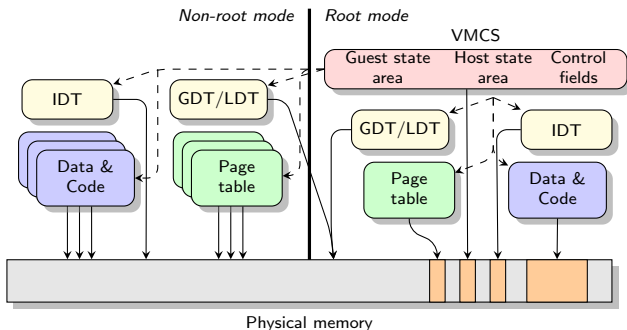 Non-root mode
Root mode
VMCS
Guest state
area
Host state
area
Control
fields
IDT
GDT/LDT
GDT/LDT
IDT
Data &
Code
Page
table
Page
table
Data &
Code
Physical memory